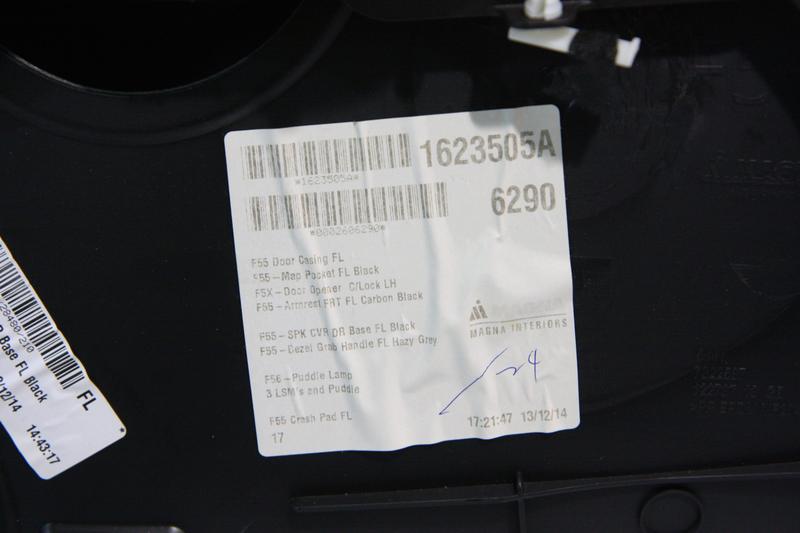 1623505A
*1623505A*
6290
*0002606290*
F55 Door Casing FL
F55-Map Pocket FL Black
F5X-Door Opener C/Lock LH
F55-Armrest FRT FL Carbon Black
F55-SPK CVR DR Base FL Black
F55-Bezel Grab Handle FL Hazy Grey
F56-Puddle Lamp
3 LSM's and Puddle
F55 Crash Pad FL
17
MAGNA
MAGNA INTERIORS
17:21:47 13/12/14
FL
Base FL Black
12/14 14:43:17